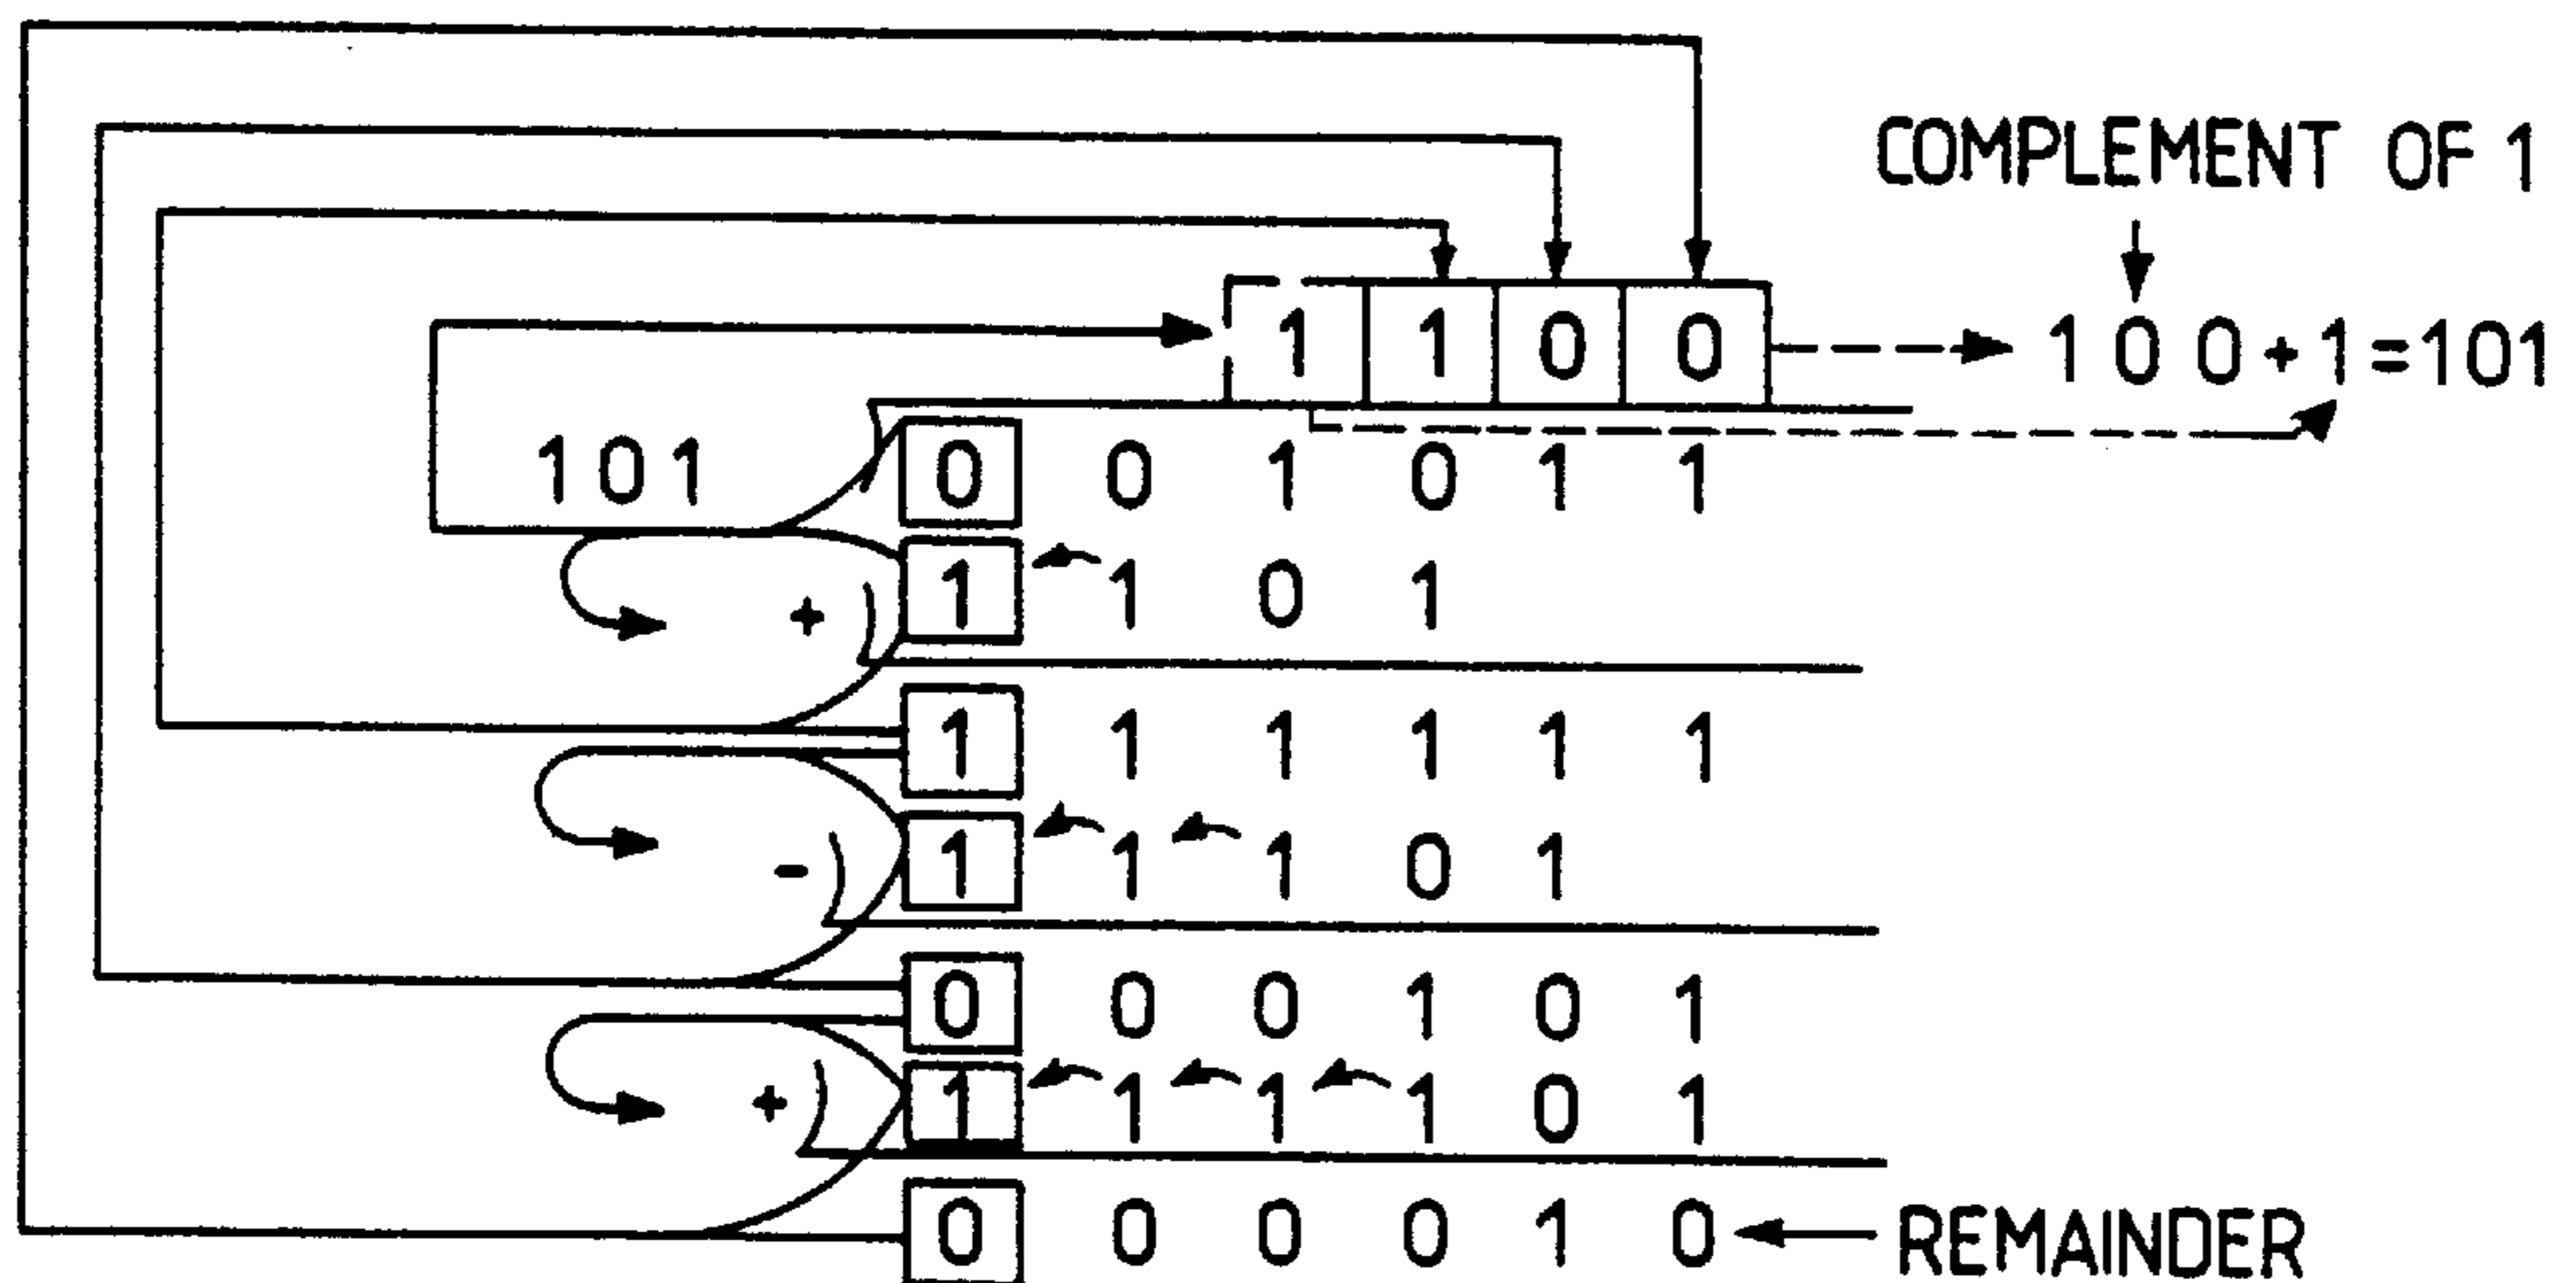 COMPLEMENT OF 1
1 1 0 0 1 0 0 + 1 = 101
101 0 0 1 0 1 1
+ 1 1 0 1
1 1 1 1 1 1
- 1 1 1 0 1
0 0 0 1 0 1
+ 1 1 1 1 0 1
0 0 0 0 1 0 REMAINDER